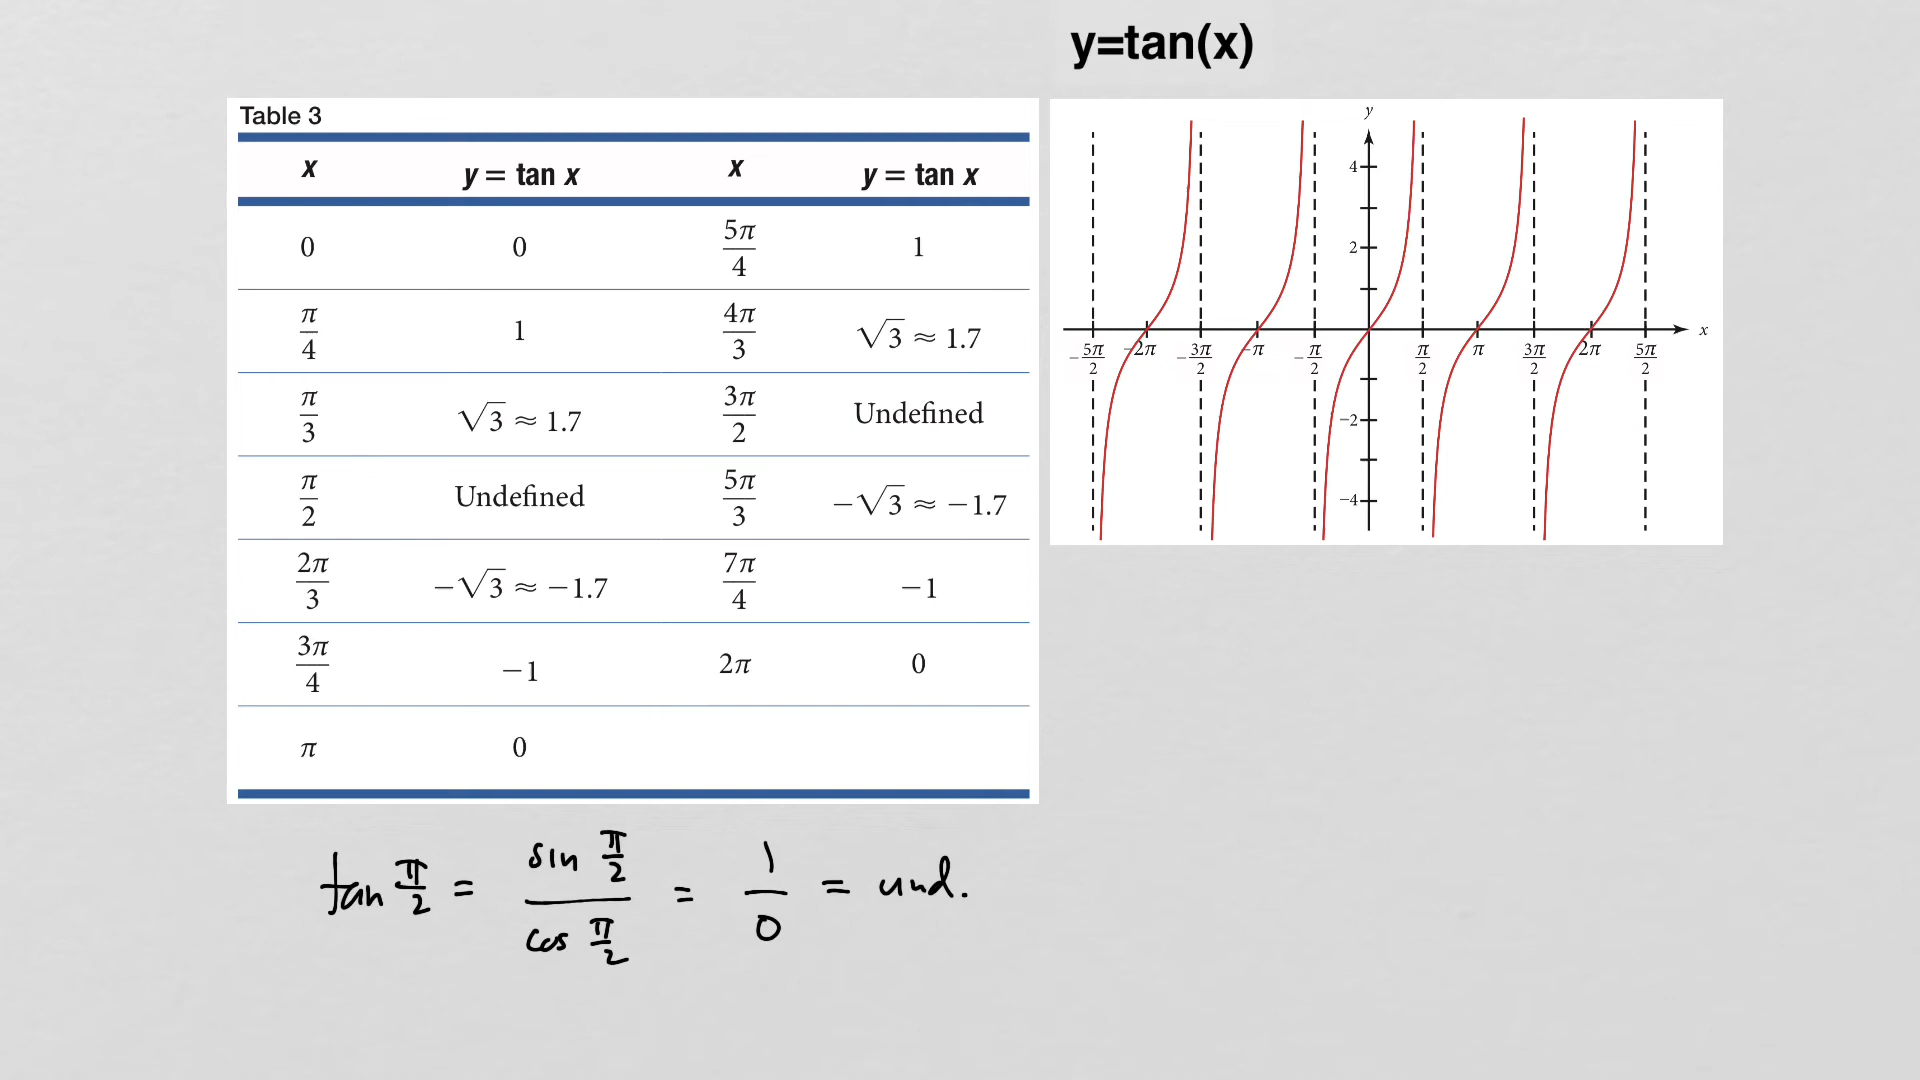 y=tan(x)
Table 3
x y = tan x x y = tan x
0 0 5π/4 1
π/4 1 4π/3 √3 ≈ 1.7
π/3 √3 ≈ 1.7 3π/2 Undefined
π/2 Undefined 5π/3 −√3 ≈ −1.7
2π/3 −√3 ≈ −1.7 7π/4 −1
3π/4 −1 2π 0
π 0
y
4
2
−5π/2 −2π −3π/2 −π −π/2 π/2 π 3π/2 2π 5π/2 x
−2
−4
tan π/2 = sin π/2 / cos π/2 = 1/0 = und.